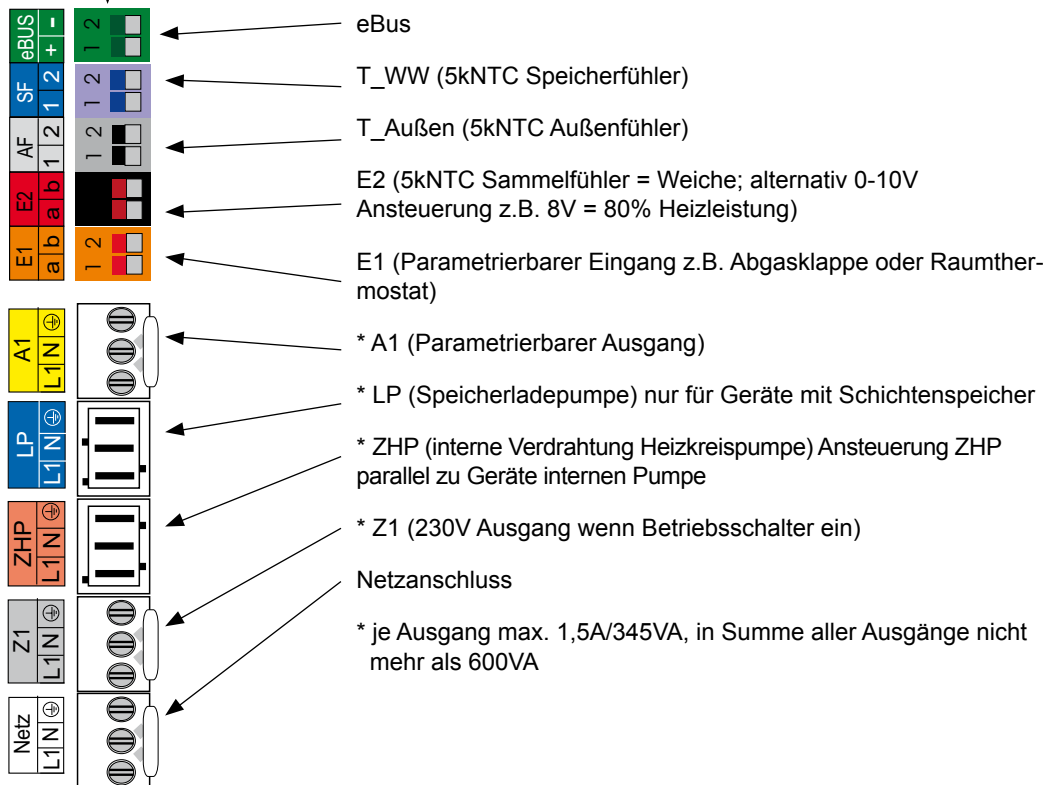 eBUS + - 1 2 eBus
SF 1 2 1 2 T_WW (5kNTC Speicherfühler)
AF 1 2 1 2 T_Außen (5kNTC Außenfühler)
E2 a b E2 (5kNTC Sammelfühler = Weiche; alternativ 0-10V
Ansteuerung z.B. 8V = 80% Heizleistung)
E1 a b 1 2 E1 (Parametrierbarer Eingang z.B. Abgasklappe oder Raumther-
mostat)
A1 L1 N * A1 (Parametrierbarer Ausgang)
LP L1 N * LP (Speicherladepumpe) nur für Geräte mit Schichtenspeicher
ZHP L1 N * ZHP (interne Verdrahtung Heizkreispumpe) Ansteuerung ZHP
parallel zu Geräte internen Pumpe
Z1 L1 N * Z1 (230V Ausgang wenn Betriebsschalter ein)
Netz L1 N Netzanschluss
* je Ausgang max. 1,5A/345VA, in Summe aller Ausgänge nicht
mehr als 600VA